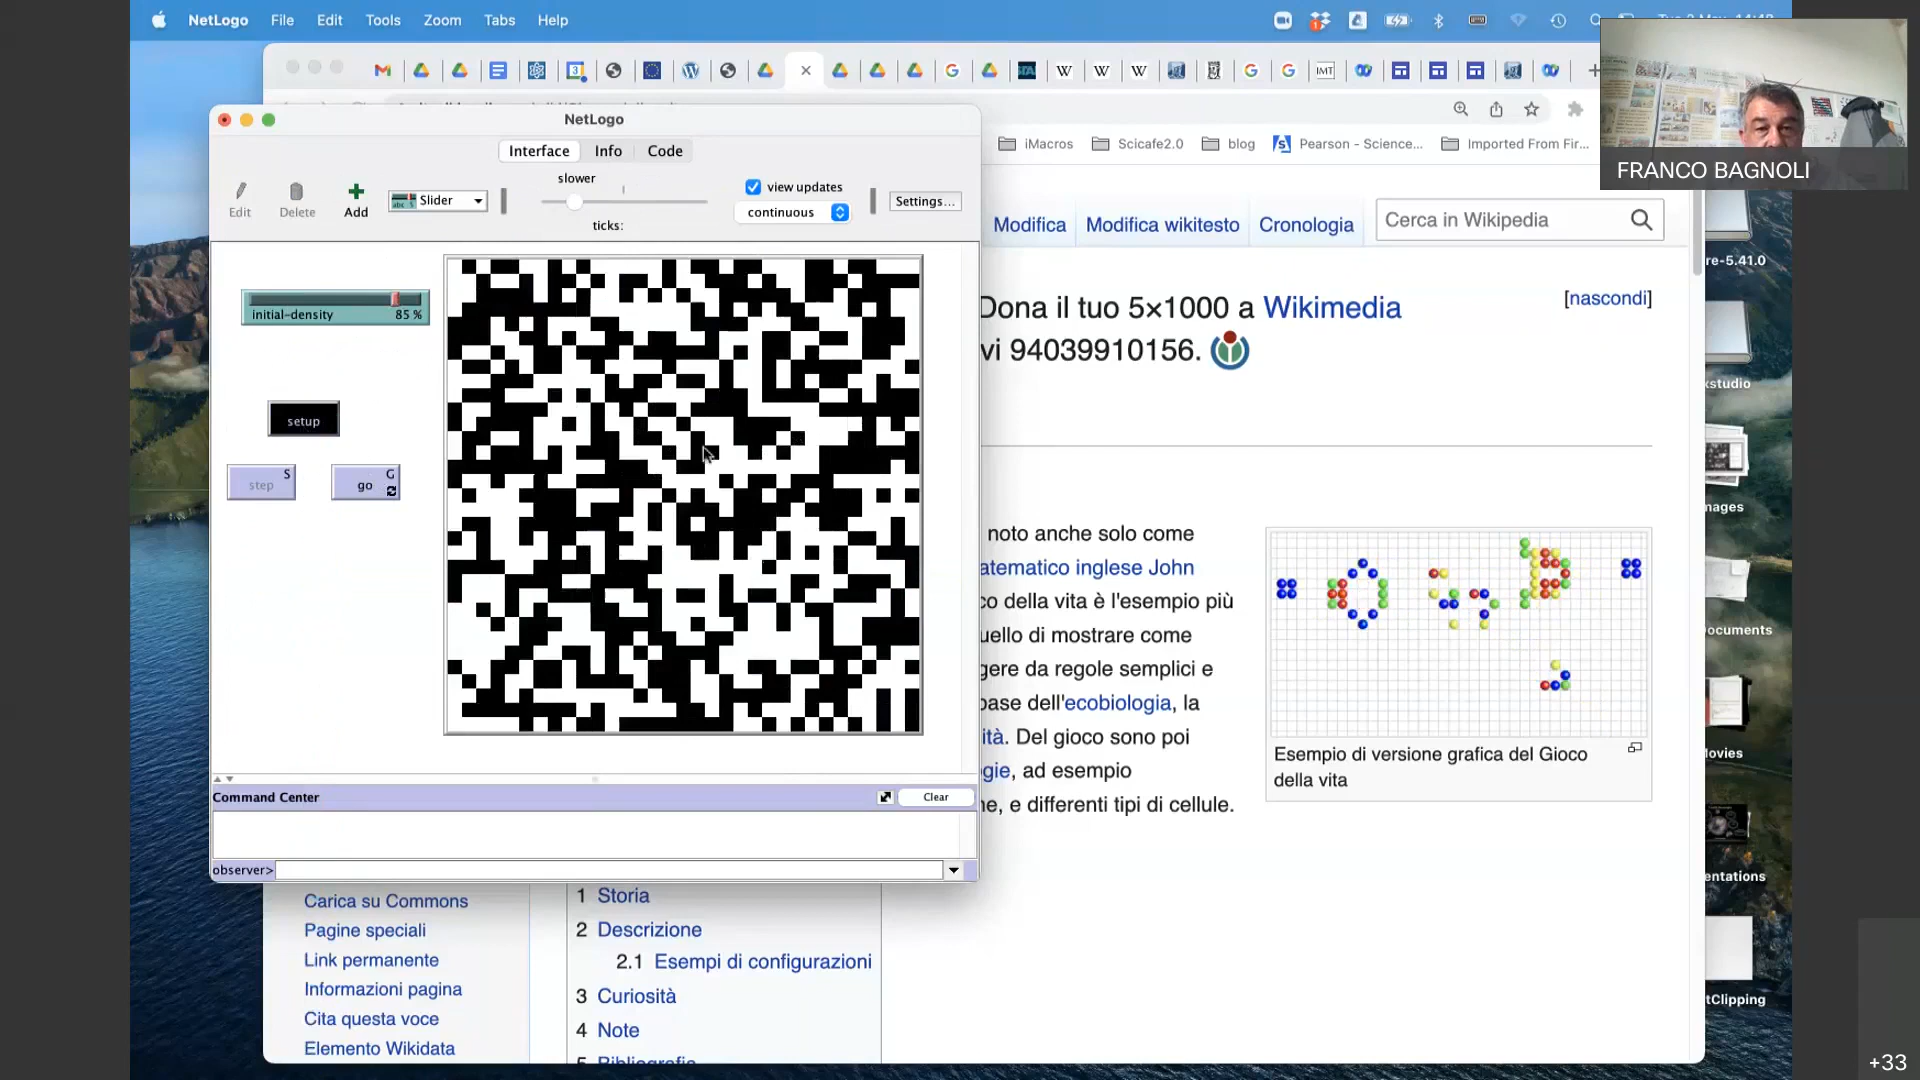 NetLogo File Edit Tools Zoom Tabs Help
FRANCO BAGNOLI
NetLogo
Interface Info Code
iMacros Scicafe2.0 blog Pearson - Science... Imported From Fir...
slower
view updates
Edit Delete Add Slider continuous Settings...
ticks:
Modifica Modifica wikitesto Cronologia Cerca in Wikipedia
re-5.41.0
initial-density 85 %
setup
step S
go G
Dona il tuo 5×1000 a Wikimedia [nascondi]
vi 94039910156.
noto anche solo come
atematico inglese John
co della vita è l'esempio più
uello di mostrare come
gere da regole semplici e
base dell'ecobiologia, la
ità. Del gioco sono poi
gie, ad esempio
ne, e differenti tipi di cellule.
Esempio di versione grafica del Gioco
della vita
kstudio
nages
ocuments
lovies
entations
tClipping
Command Center Clear
observer>
Carica su Commons
Pagine speciali
Link permanente
Informazioni pagina
Cita questa voce
Elemento Wikidata
1 Storia
2 Descrizione
2.1 Esempi di configurazioni
3 Curiosità
4 Note
5 Bibliografia
+33